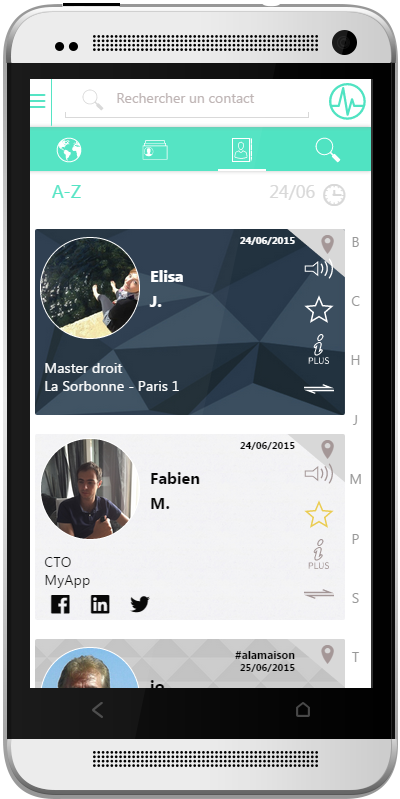 Rechercher un contact
A-Z
24/06
24/06/2015
Elisa
J.
PLUS
Master droit
La Sorbonne - Paris 1
24/06/2015
Fabien
M.
PLUS
CTO
MyApp
#alamaison
25/06/2015
B
C
H
J
M
P
S
T